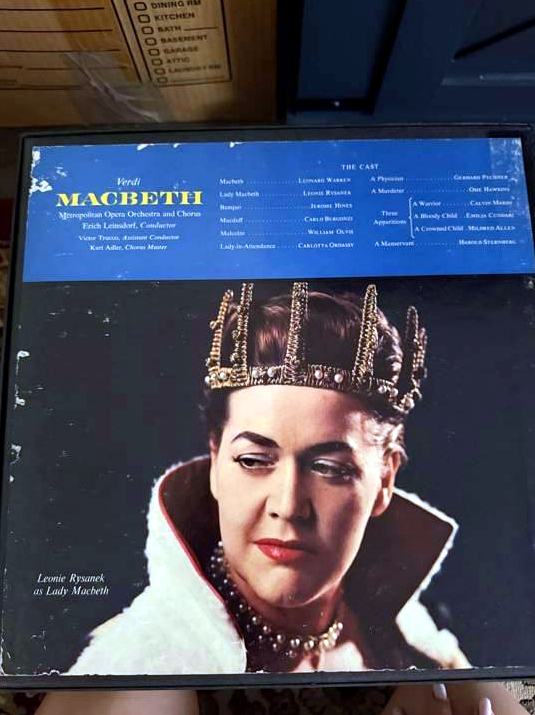 DINING RM
KITCHEN
BATH
BASEMENT
GARAGE
ATTIC
LAUNDRY RM
THE CAST
Verdi
MACBETH
Metropolitan Opera Orchestra and Chorus
Erich Leinsdorf, Conductor
Victor Trucco, Assistant Conductor
Kurt Adler, Chorus Master
Macbeth . . . . . . . . LEONARD WARREN
Lady Macbeth . . . . . . . LEONIE RYSANEK
Banquo . . . . . . . . . JEROME HINES
Macduff . . . . . . . . CARLO BERGONZI
Malcolm . . . . . . . . WILLIAM OLVIS
Lady-in-Attendance . . . . . CARLOTTA ORDASSY
A Physician . . . . . . . . GERHARD PECHNER
A Murderer . . . . . . . . OSIE HAWKINS
Three Apparitions
A Warrior . . . . . CALVIN MARSH
A Bloody Child . . EMILIA CUNDARI
A Crowned Child . MILDRED ALLEN
A Manservant . . . . . . HAROLD STERNBERG
Leonie Rysanek
as Lady Macbeth